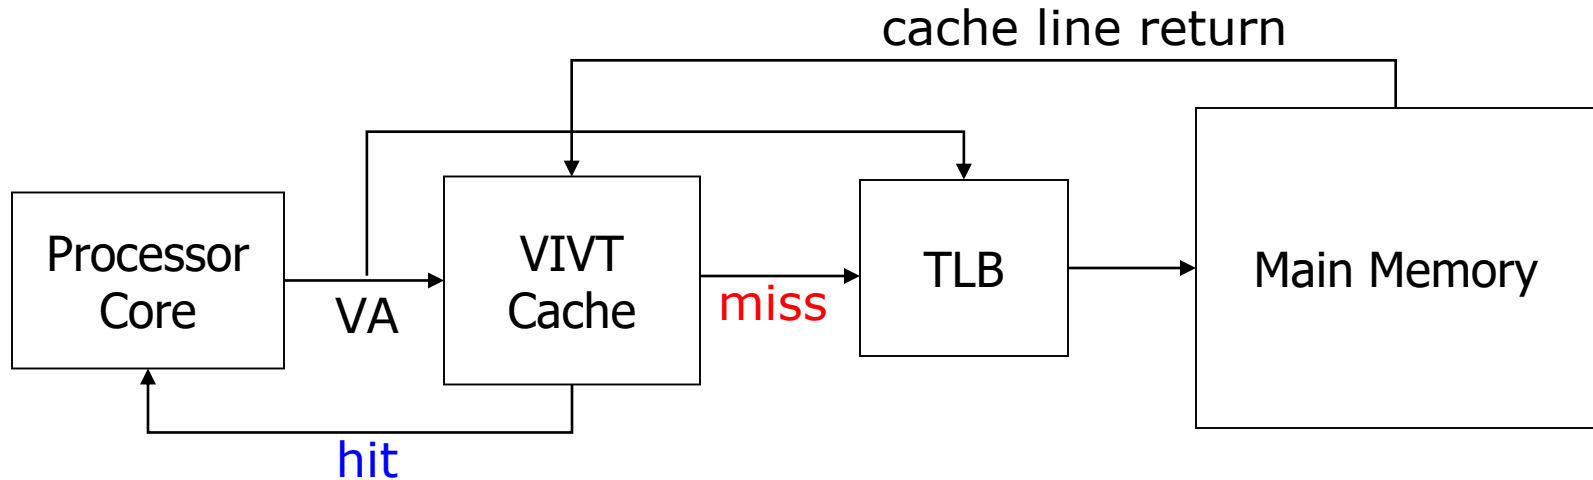 cache line return
Processor
Core
VA
VIVT
Cache
miss
TLB
Main Memory
hit